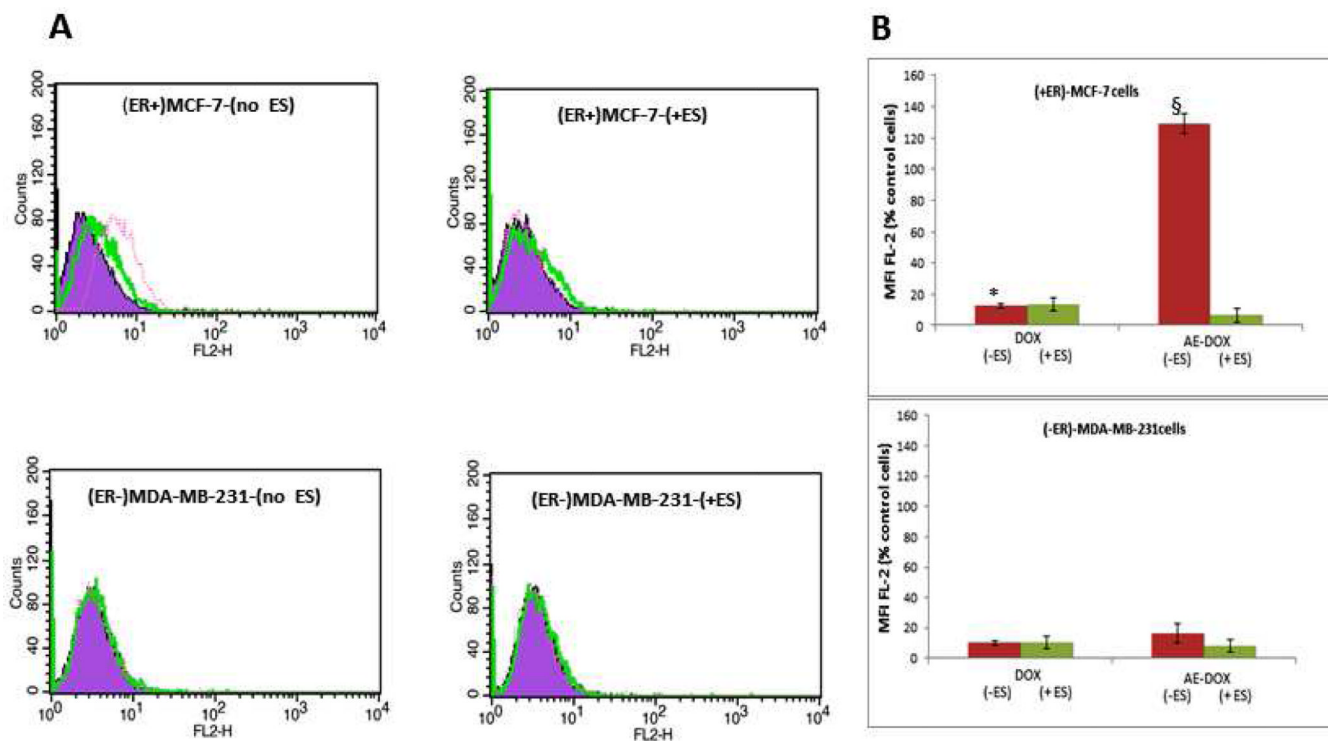 A
(ER+)MCF-7-(no ES)
Counts
200
160
120
80
40
0
10^0 10^1 10^2 10^3 10^4
FL2-H
(ER+)MCF-7-(+ES)
Counts
200
160
120
80
40
0
10^0 10^1 10^2 10^3 10^4
FL2-H
(ER-)MDA-MB-231-(no ES)
Counts
200
160
120
80
40
0
10^0 10^1 10^2 10^3 10^4
FL2-H
(ER-)MDA-MB-231-(+ES)
Counts
200
160
120
80
40
0
10^0 10^1 10^2 10^3 10^4
FL2-H
B
(+ER)-MCF-7 cells
MFI FL-2 (% control cells)
160
140
120
100
80
60
40
20
0
*
§
DOX AE-DOX
(-ES) (+ES) (-ES) (+ES)
(-ER)-MDA-MB-231cells
MFI FL-2 (% control cells)
160
140
120
100
80
60
40
20
0
DOX AE-DOX
(-ES) (+ES) (-ES) (+ES)